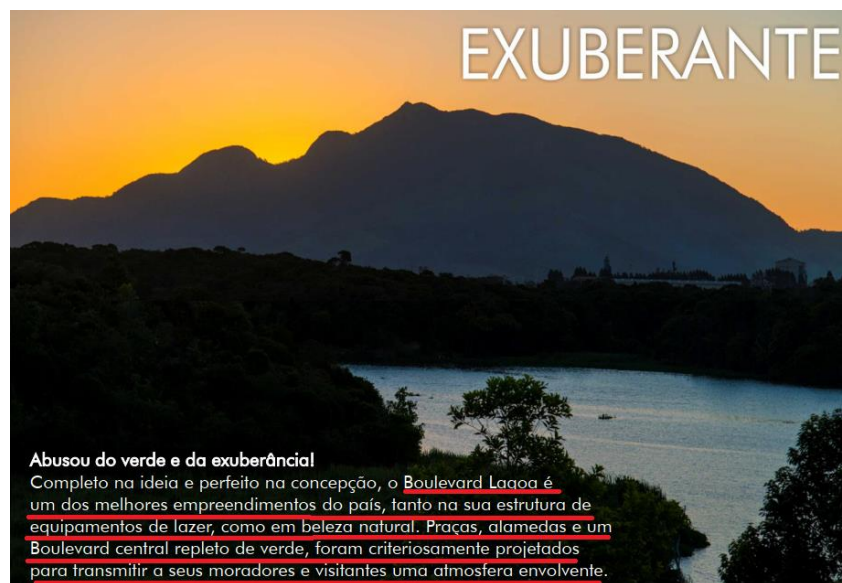 EXUBERANTE
Abusou do verde e da exuberância!
Completo na ideia e perfeito na concepção, o Boulevard Lagoa é
um dos melhores empreendimentos do país, tanto na sua estrutura de
equipamentos de lazer, como em beleza natural. Praças, alamedas e um
Boulevard central repleto de verde, foram criteriosamente projetados
para transmitir a seus moradores e visitantes uma atmosfera envolvente.